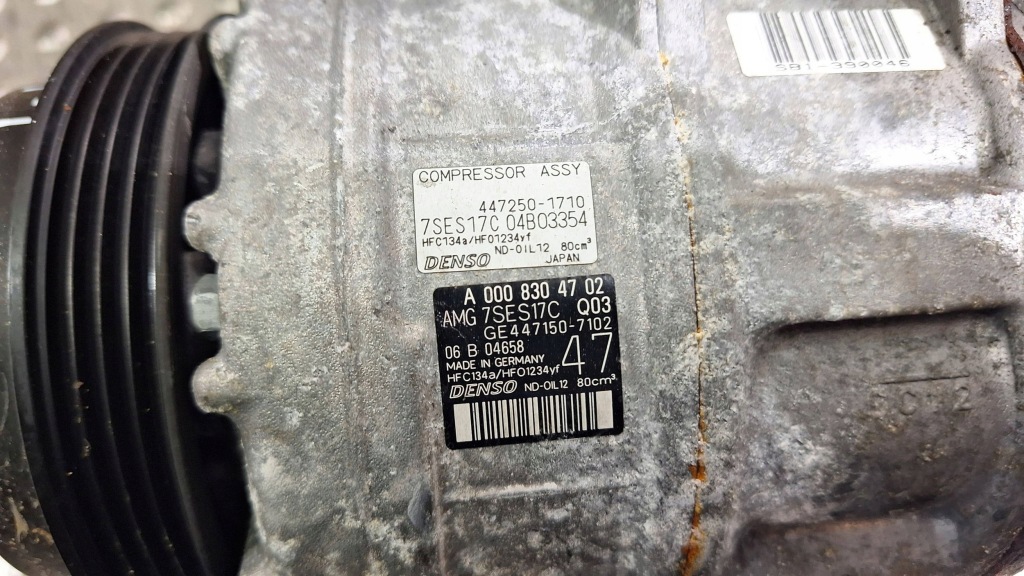 COMPRESSOR ASSY
447250-1710
7SES17C 04B03354
HFC134a/HFO1234yf
ND-OIL12 80cm³
DENSO JAPAN
A 000 830 47 02
AMG 7SES17C Q03
GE447150-7102
06 B 04658
47
MADE IN GERMANY
HFC134a/HFO1234yf
DENSO ND-OIL12 80cm³